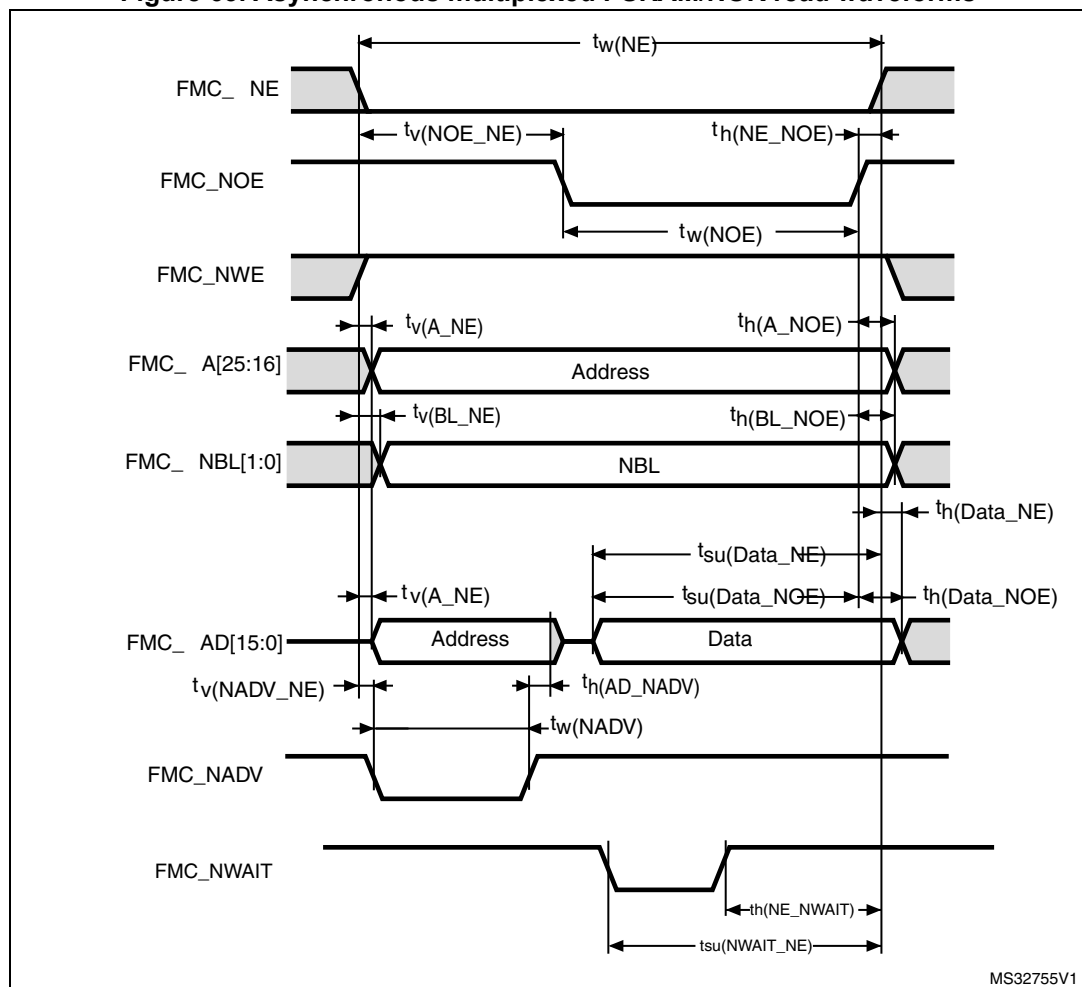 tw(NE)
FMC_ NE
tv(NOE_NE)
th(NE_NOE)
FMC_NOE
tw(NOE)
FMC_NWE
tv(A_NE)
th(A_NOE)
FMC_ A[25:16]
Address
tv(BL_NE)
th(BL_NOE)
FMC_ NBL[1:0]
NBL
th(Data_NE)
tsu(Data_NE)
tv(A_NE)
tsu(Data_NOE)
th(Data_NOE)
FMC_ AD[15:0]
Address
Data
tv(NADV_NE)
th(AD_NADV)
tw(NADV)
FMC_NADV
FMC_NWAIT
th(NE_NWAIT)
tsu(NWAIT_NE)
MS32755V1